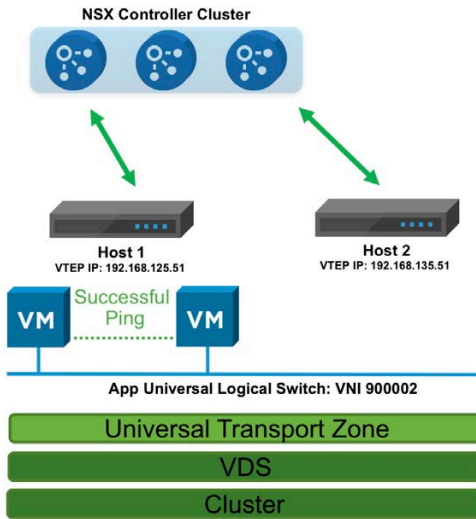 NSX Controller Cluster
Host 1
VTEP IP: 192.168.125.51
Host 2
VTEP IP: 192.168.135.51
VM
Successful
Ping
VM
App Universal Logical Switch: VNI 900002
Universal Transport Zone
VDS
Cluster